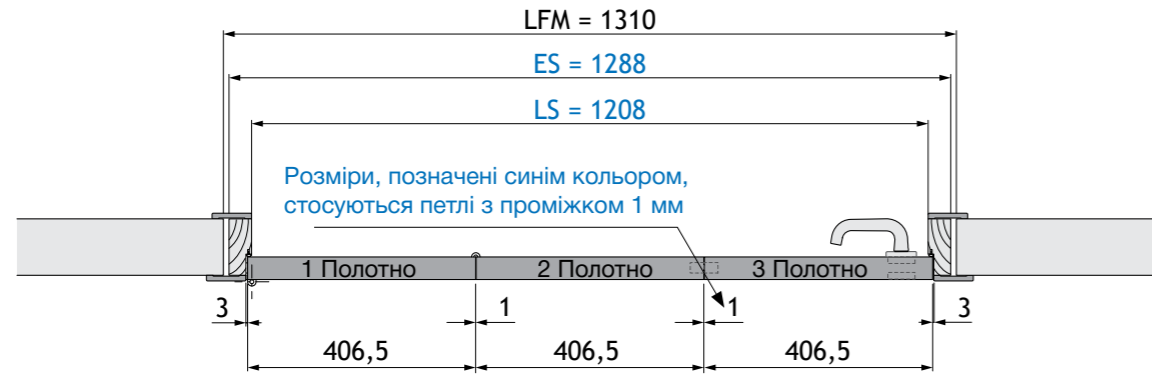 LFM = 1310
ES = 1288
LS = 1208
Розміри, позначені синім кольором,
стосуються петлі з проміжком 1 мм
1 Полотно 2 Полотно 3 Полотно
3 1 1 3
406,5 406,5 406,5